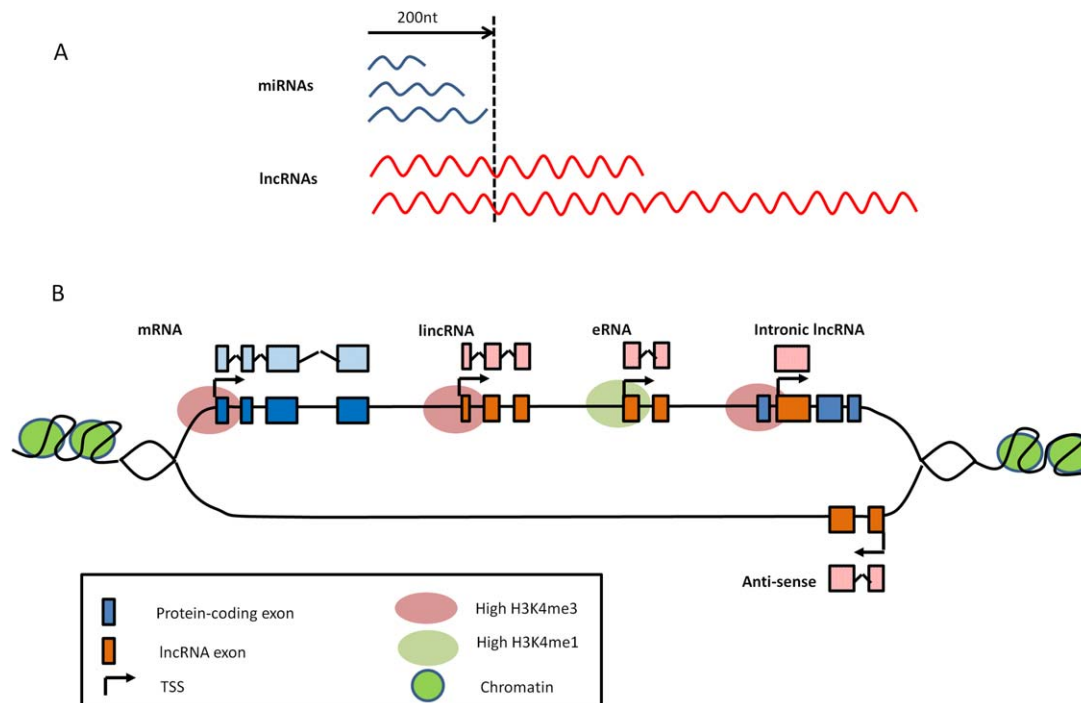 A
200nt
miRNAs
lncRNAs
B
mRNA
lincRNA
eRNA
Intronic lncRNA
Anti-sense
Protein-coding exon
lncRNA exon
TSS
High H3K4me3
High H3K4me1
Chromatin